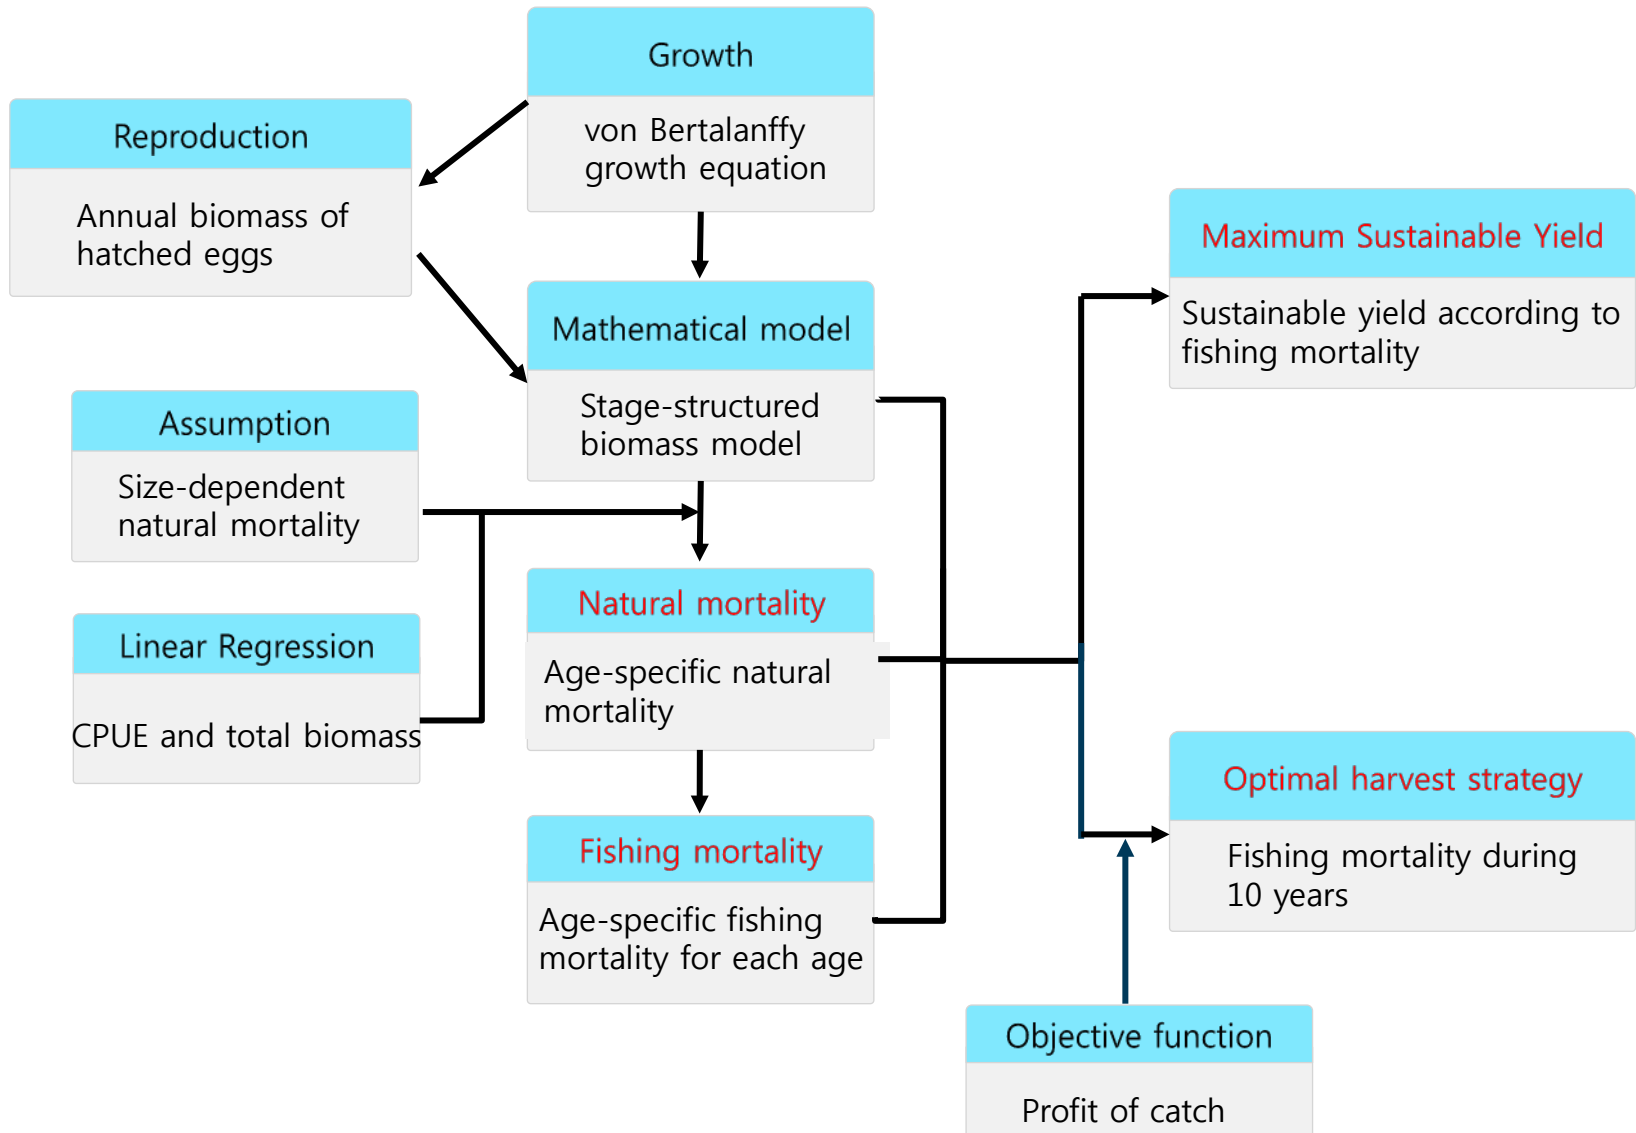 Growth
von Bertalanffy
growth equation
Reproduction
Annual biomass of
hatched eggs
Mathematical model
Stage-structured
biomass model
Assumption
Size-dependent
natural mortality
Linear Regression
CPUE and total biomass
Natural mortality
Age-specific natural
mortality
Fishing mortality
Age-specific fishing
mortality for each age
Maximum Sustainable Yield
Sustainable yield according to
fishing mortality
Optimal harvest strategy
Fishing mortality during
10 years
Objective function
Profit of catch